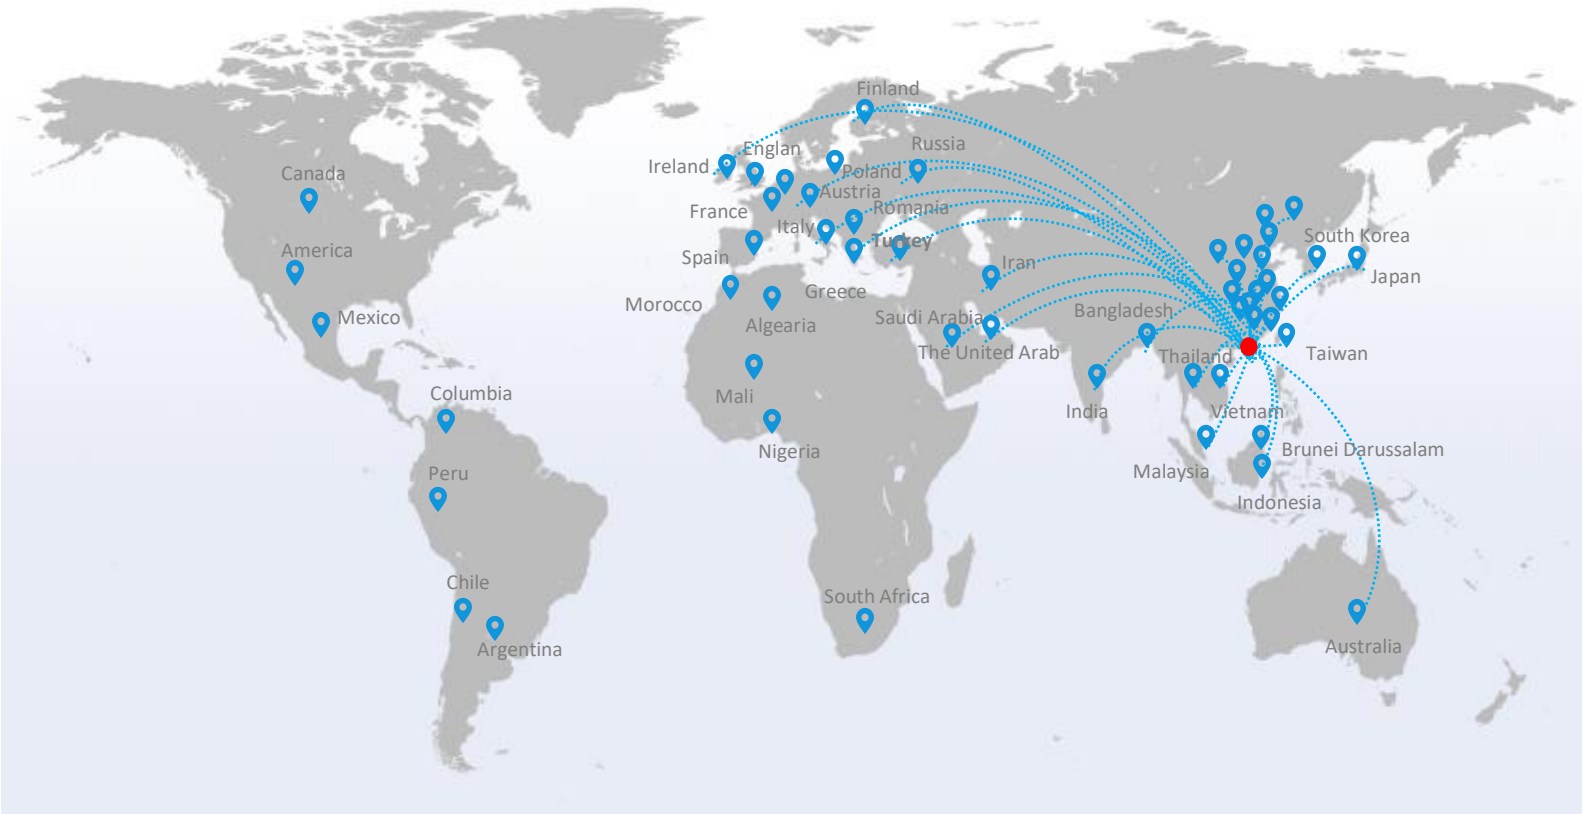 Finland
Russia
Englan
Ireland
Poland
Canada
Austria
France
Romania
Italy
Turkey
South Korea
America
Spain
Iran
Japan
Greece
Morocco
Bangladesh
Mexico
Saudi Arabia
Algearia
The United Arab
Thailand
Taiwan
Columbia
Mali
India
Vietnam
Nigeria
Brunei Darussalam
Peru
Malaysia
Indonesia
Chile
South Africa
Argentina
Australia